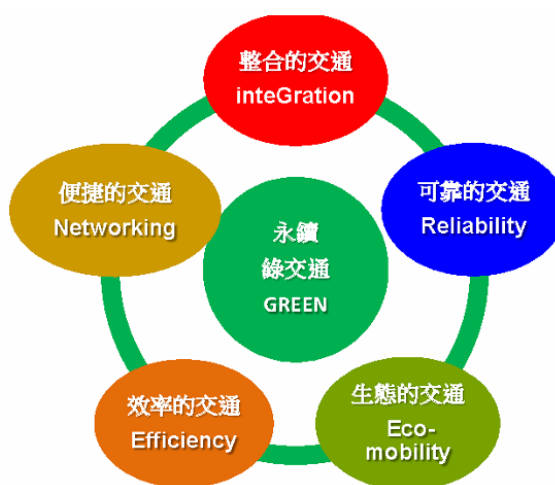 整合的交通
inteGration
可靠的交通
Reliability
生態的交通
Eco-
mobility
效率的交通
Efficiency
便捷的交通
Networking
永續
綠交通
GREEN